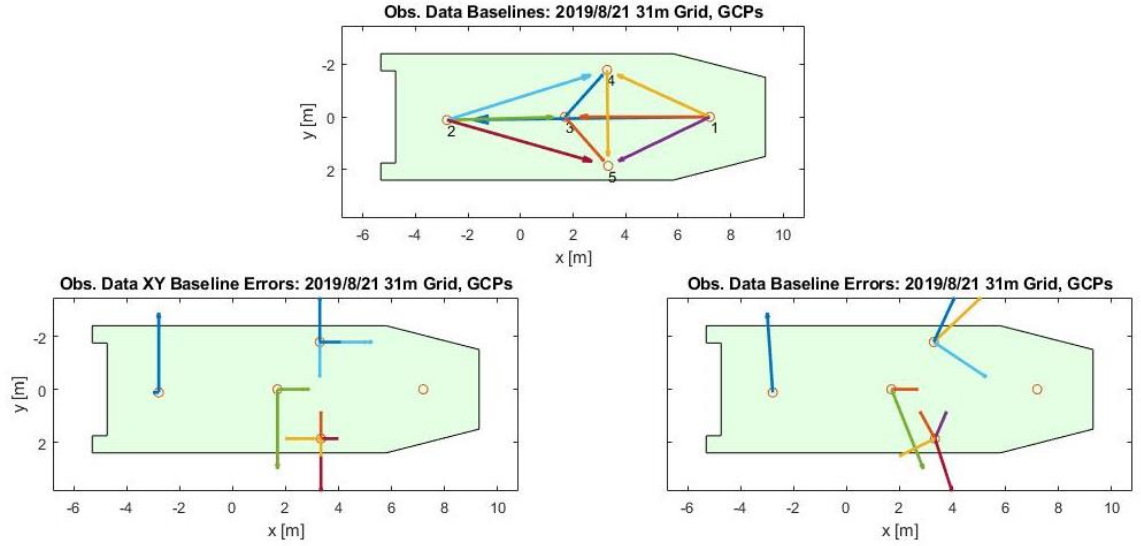 Obs. Data Baselines: 2019/8/21 31m Grid, GCPs
-2
0
2
y [m]
4
2
3
1
5
-6 -4 -2 0 2 4 6 8 10
x [m]
Obs. Data XY Baseline Errors: 2019/8/21 31m Grid, GCPs
-2
0
2
y [m]
-6 -4 -2 0 2 4 6 8 10
x [m]
Obs. Data Baseline Errors: 2019/8/21 31m Grid, GCPs
-2
0
2
y [m]
-6 -4 -2 0 2 4 6 8 10
x [m]